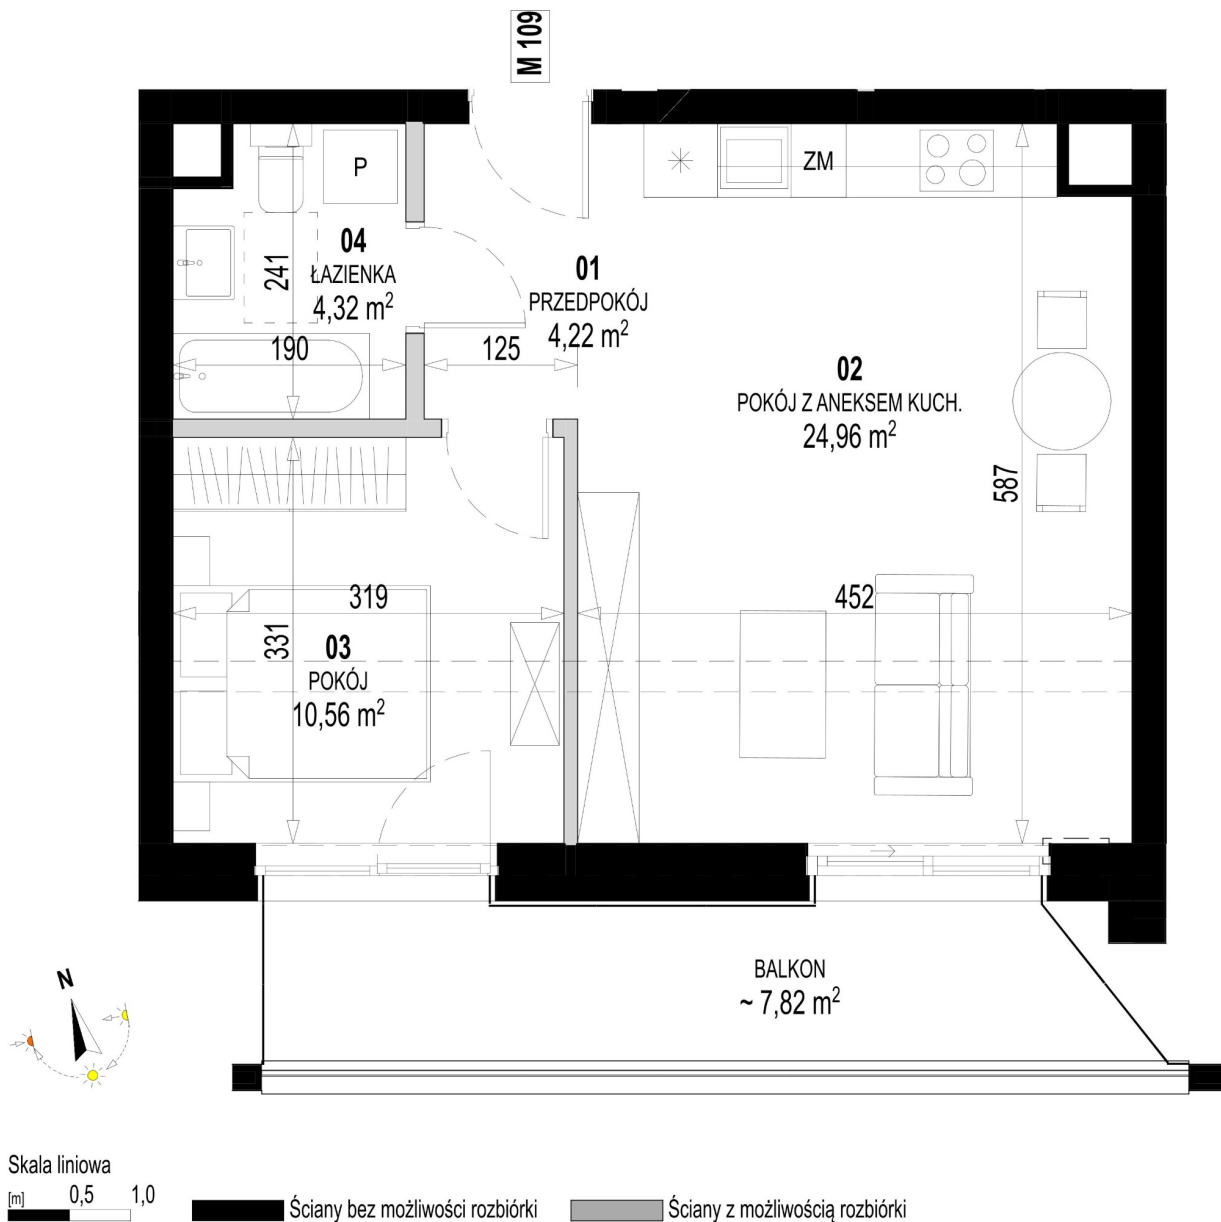 M 109
P
ZM
04
ŁAZIENKA
4,32 m²
241
190
01
PRZEDPOKÓJ
4,22 m²
125
02
POKÓJ Z ANEKSEM KUCH.
24,96 m²
587
319
452
331
03
POKÓJ
10,56 m²
BALKON
~ 7,82 m²
N
Skala liniowa
[m] 0,5 1,0
Ściany bez możliwości rozbiórki
Ściany z możliwością rozbiórki